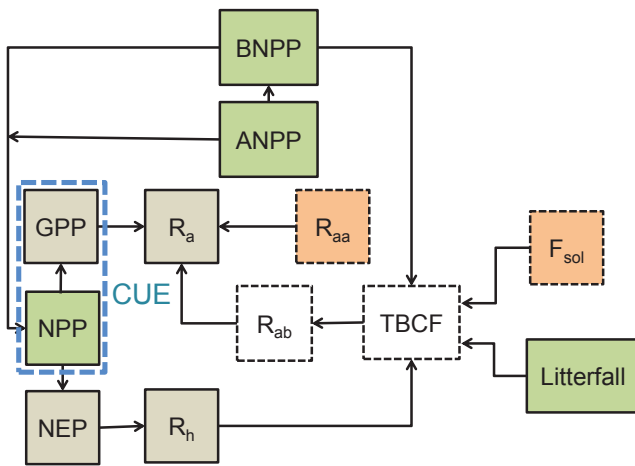 BNPP
ANPP
GPP
Ra
Raa
Fsol
CUE
NPP
Rab
TBCF
Litterfall
NEP
Rh